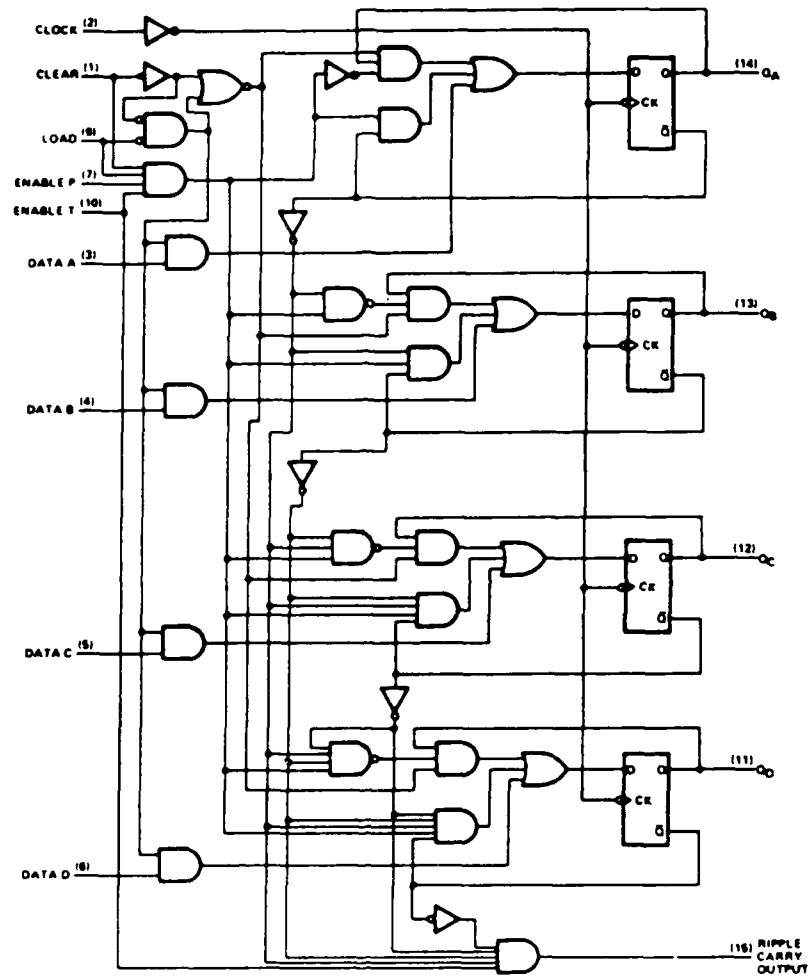 CLOCK (2)
CLEAR (1)
LOAD (9)
ENABLE P (7)
ENABLE T (10)
DATA A (3)
D Q
CK
Q̅
(14) QA
DATA B (4)
D Q
CK
Q̅
(13) QB
DATA C (5)
D Q
CK
Q̅
(12) QC
DATA D (6)
D Q
CK
Q̅
(11) QD
(15) RIPPLE
CARRY
OUTPUT